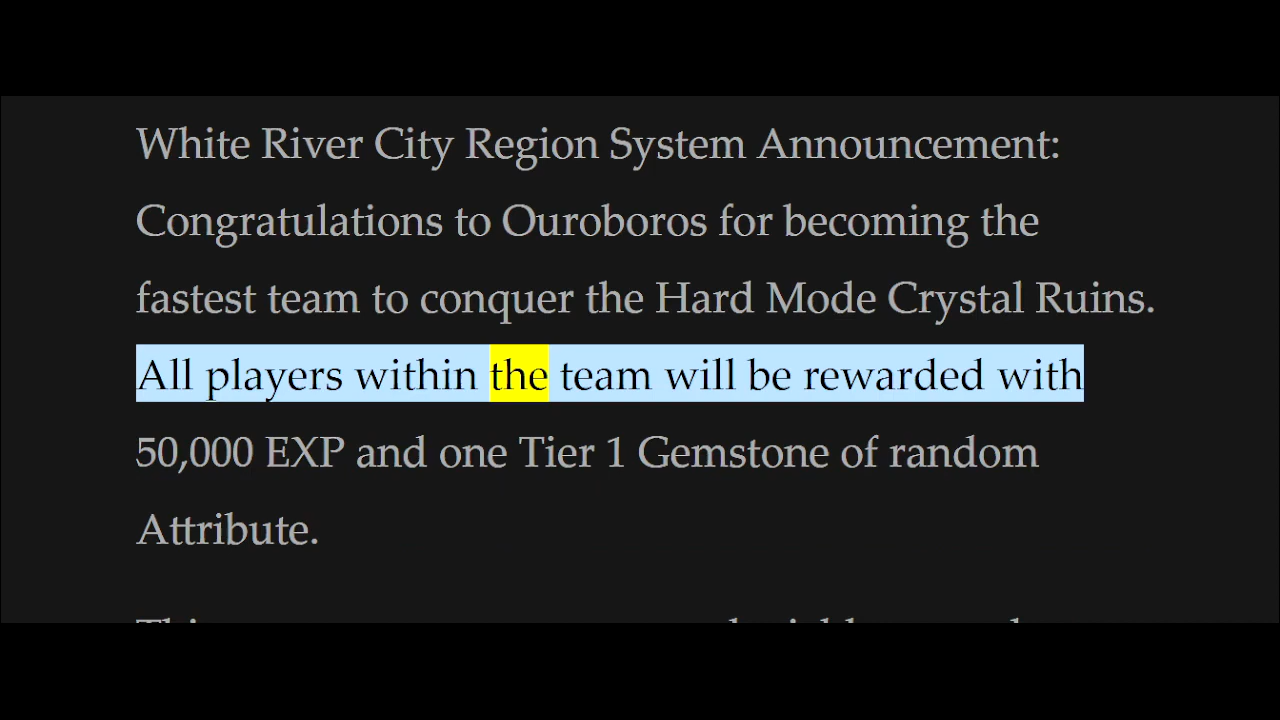 White River City Region System Announcement:
Congratulations to Ouroboros for becoming the
fastest team to conquer the Hard Mode Crystal Ruins.
All players within the team will be rewarded with
50,000 EXP and one Tier 1 Gemstone of random
Attribute.